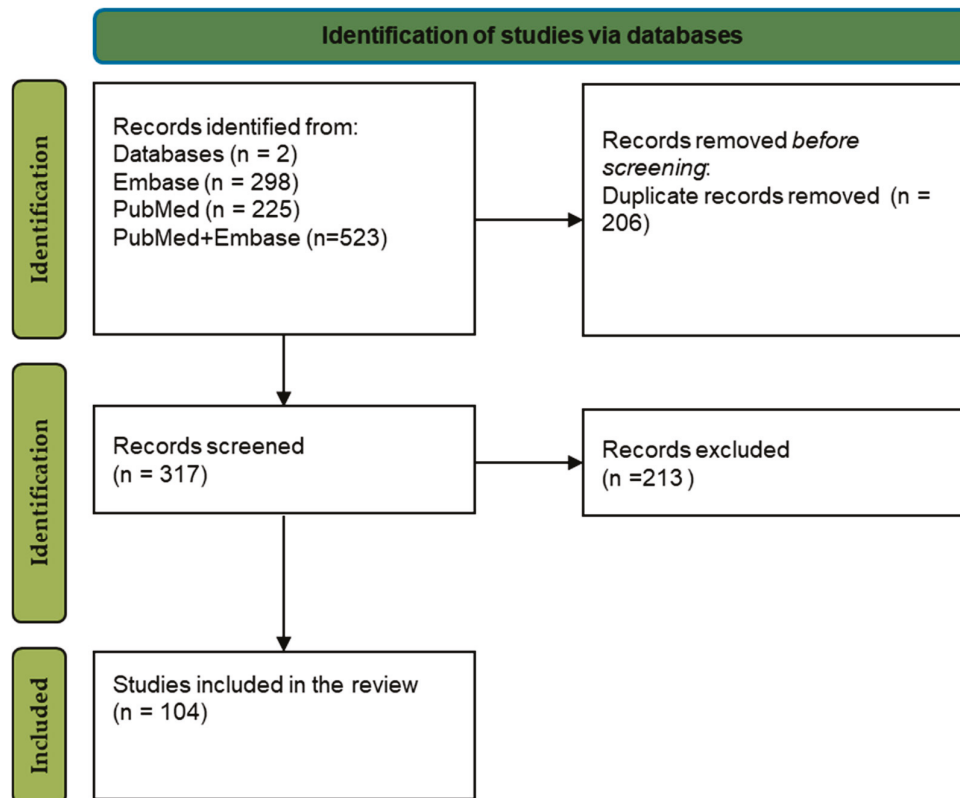 Identification of studies via databases
Identification
Records identified from:
Databases (n = 2)
Embase (n = 298)
PubMed (n = 225)
PubMed+Embase (n=523)
Records removed before
screening:
Duplicate records removed (n =
206)
Identification
Records screened
(n = 317)
Records excluded
(n =213 )
Included
Studies included in the review
(n = 104)